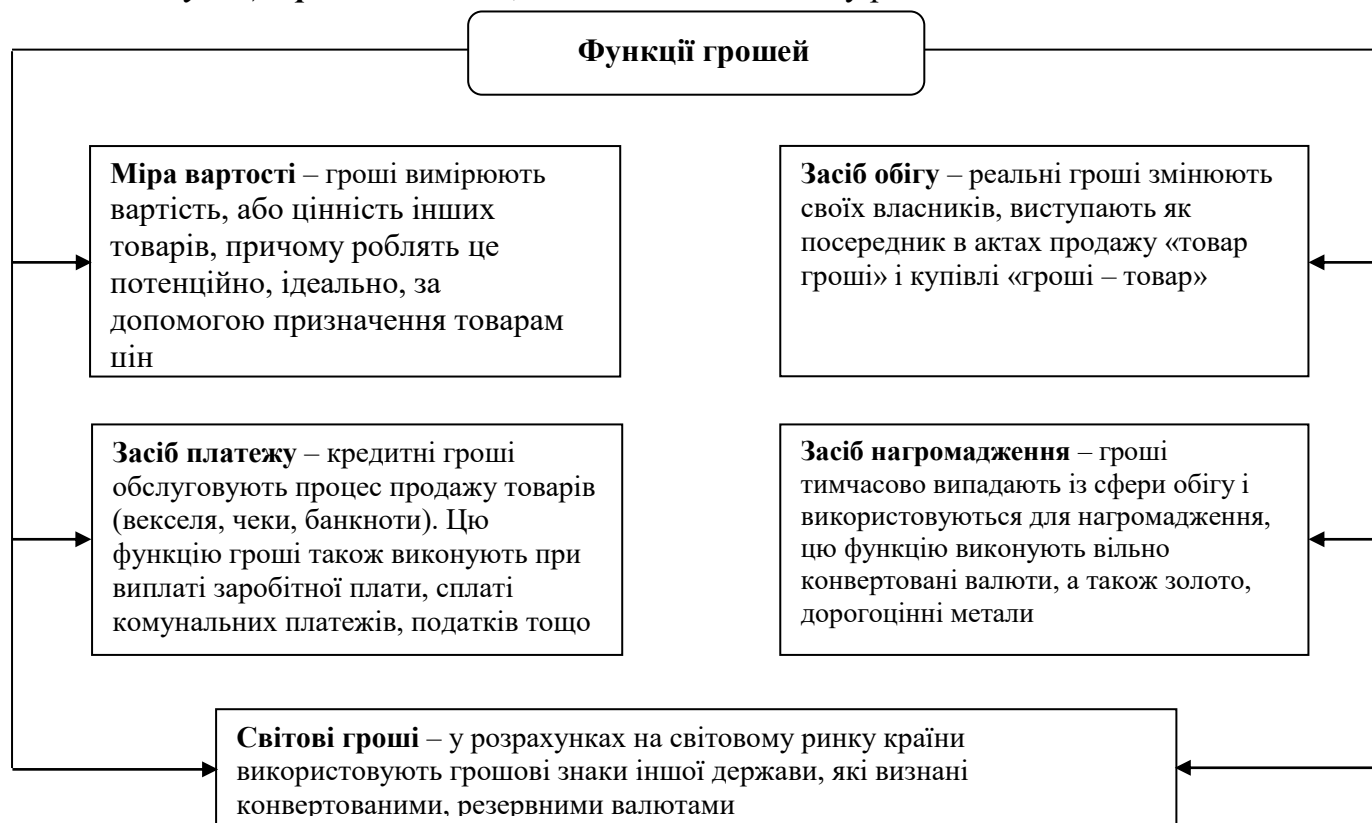 Функції грошей
Міра вартості – гроші вимірюють
вартість, або цінність інших
товарів, причому роблять це
потенційно, ідеально, за
допомогою призначення товарам
цін
Засіб обігу – реальні гроші змінюють
своїх власників, виступають як
посередник в актах продажу «товар
гроші» і купівлі «гроші – товар»
Засіб платежу – кредитні гроші
обслуговують процес продажу товарів
(векселя, чеки, банкноти). Цю
функцію гроші також виконують при
виплаті заробітної плати, сплаті
комунальних платежів, податків тощо
Засіб нагромадження – гроші
тимчасово випадають із сфери обігу і
використовуються для нагромадження,
цю функцію виконують вільно
конвертовані валюти, а також золото,
дорогоцінні метали
Світові гроші – у розрахунках на світовому ринку країни
використовують грошові знаки іншої держави, які визнані
конвертованими, резервними валютами